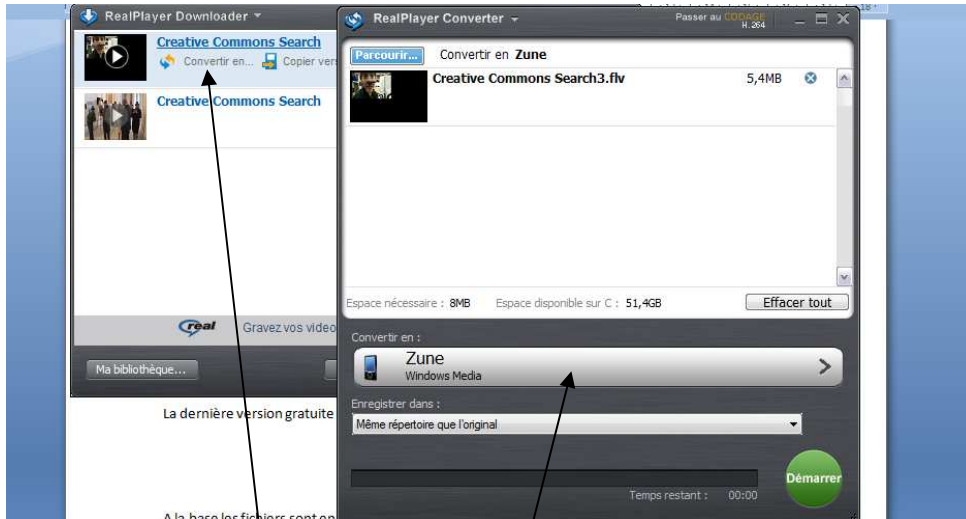 RealPlayer Downloader
Creative Commons Search
Convertir en... Copier vers
Creative Commons Search
real Gravez vos video
Ma bibliothèque...
La dernière version gratuite
A la base les fichiers sont en
RealPlayer Converter
Passer au CODAGE H.264
Parcourir... Convertir en Zune
Creative Commons Search3.flv 5,4MB
Espace nécessaire : 8MB Espace disponible sur C : 51,4GB Effacer tout
Convertir en :
Zune
Windows Media
Enregistrer dans :
Même répertoire que l'original
Démarrer
Temps restant : 00:00